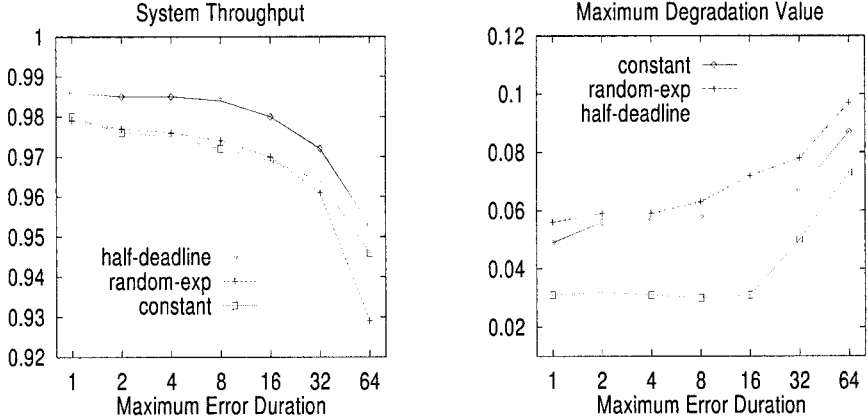 System Throughput
1
0.99
0.98
0.97
0.96
0.95
0.94
0.93
0.92
half-deadline
random-exp
constant
1 2 4 8 16 32 64
Maximum Error Duration
Maximum Degradation Value
0.12
0.1
0.08
0.06
0.04
0.02
constant
random-exp
half-deadline
1 2 4 8 16 32 64
Maximum Error Duration